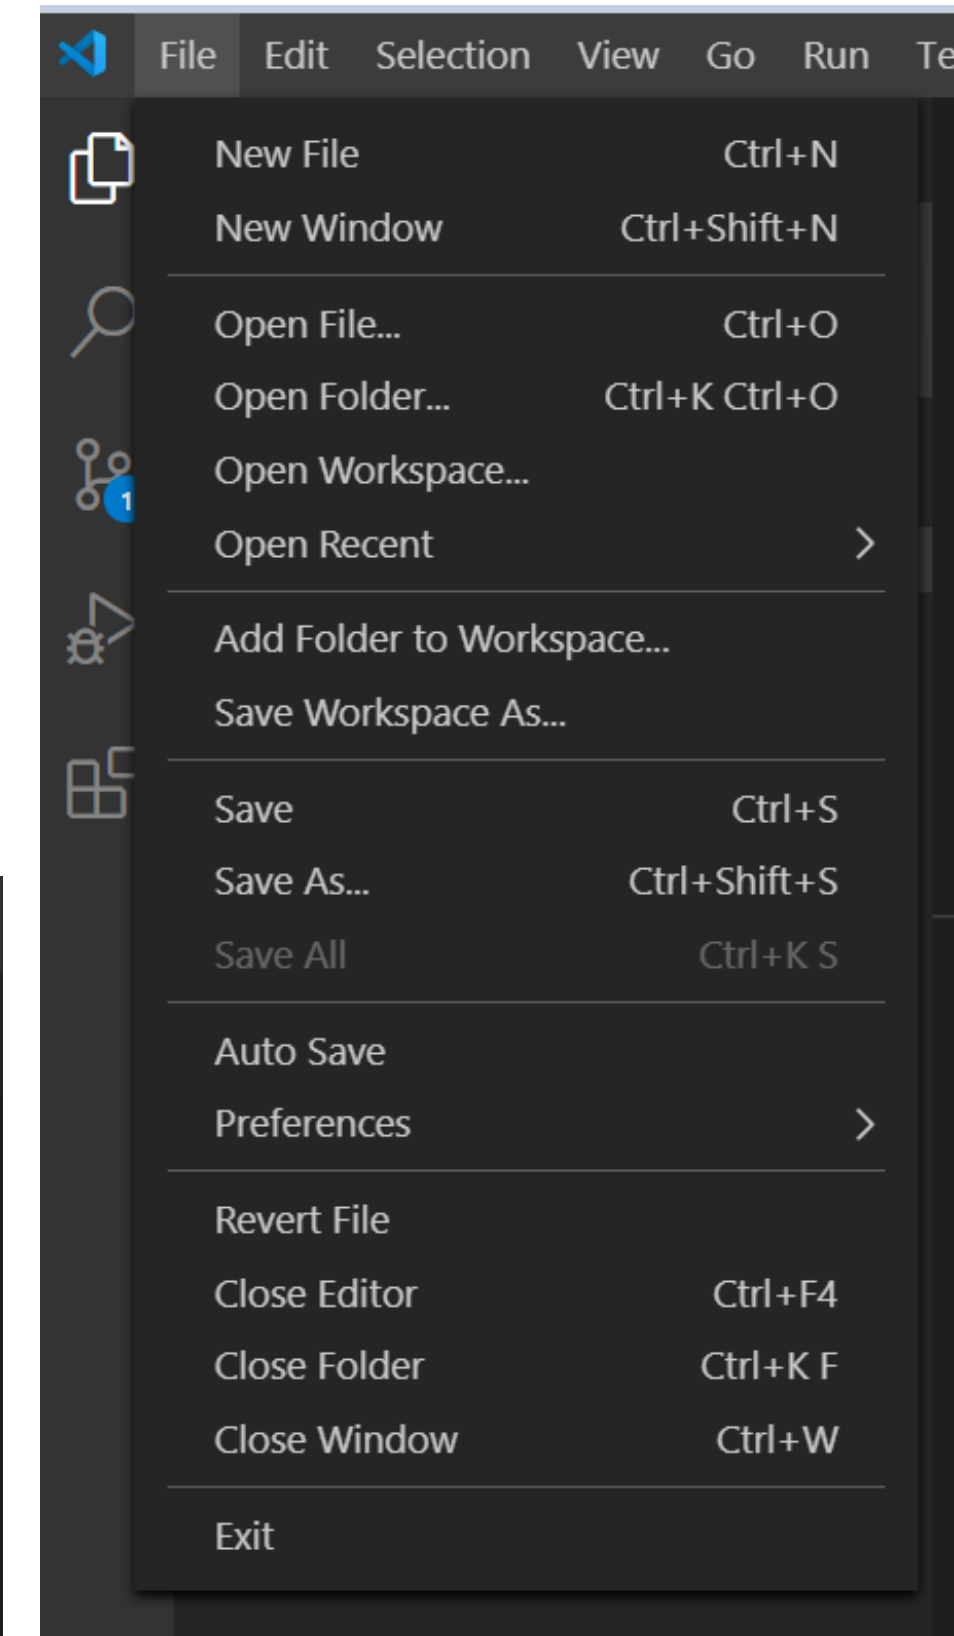 File Edit Selection View Go Run Te
New File Ctrl+N
New Window Ctrl+Shift+N
Open File... Ctrl+O
Open Folder... Ctrl+K Ctrl+O
Open Workspace...
Open Recent
Add Folder to Workspace...
Save Workspace As...
Save Ctrl+S
Save As... Ctrl+Shift+S
Save All Ctrl+K S
Auto Save
Preferences
Revert File
Close Editor Ctrl+F4
Close Folder Ctrl+K F
Close Window Ctrl+W
Exit
1